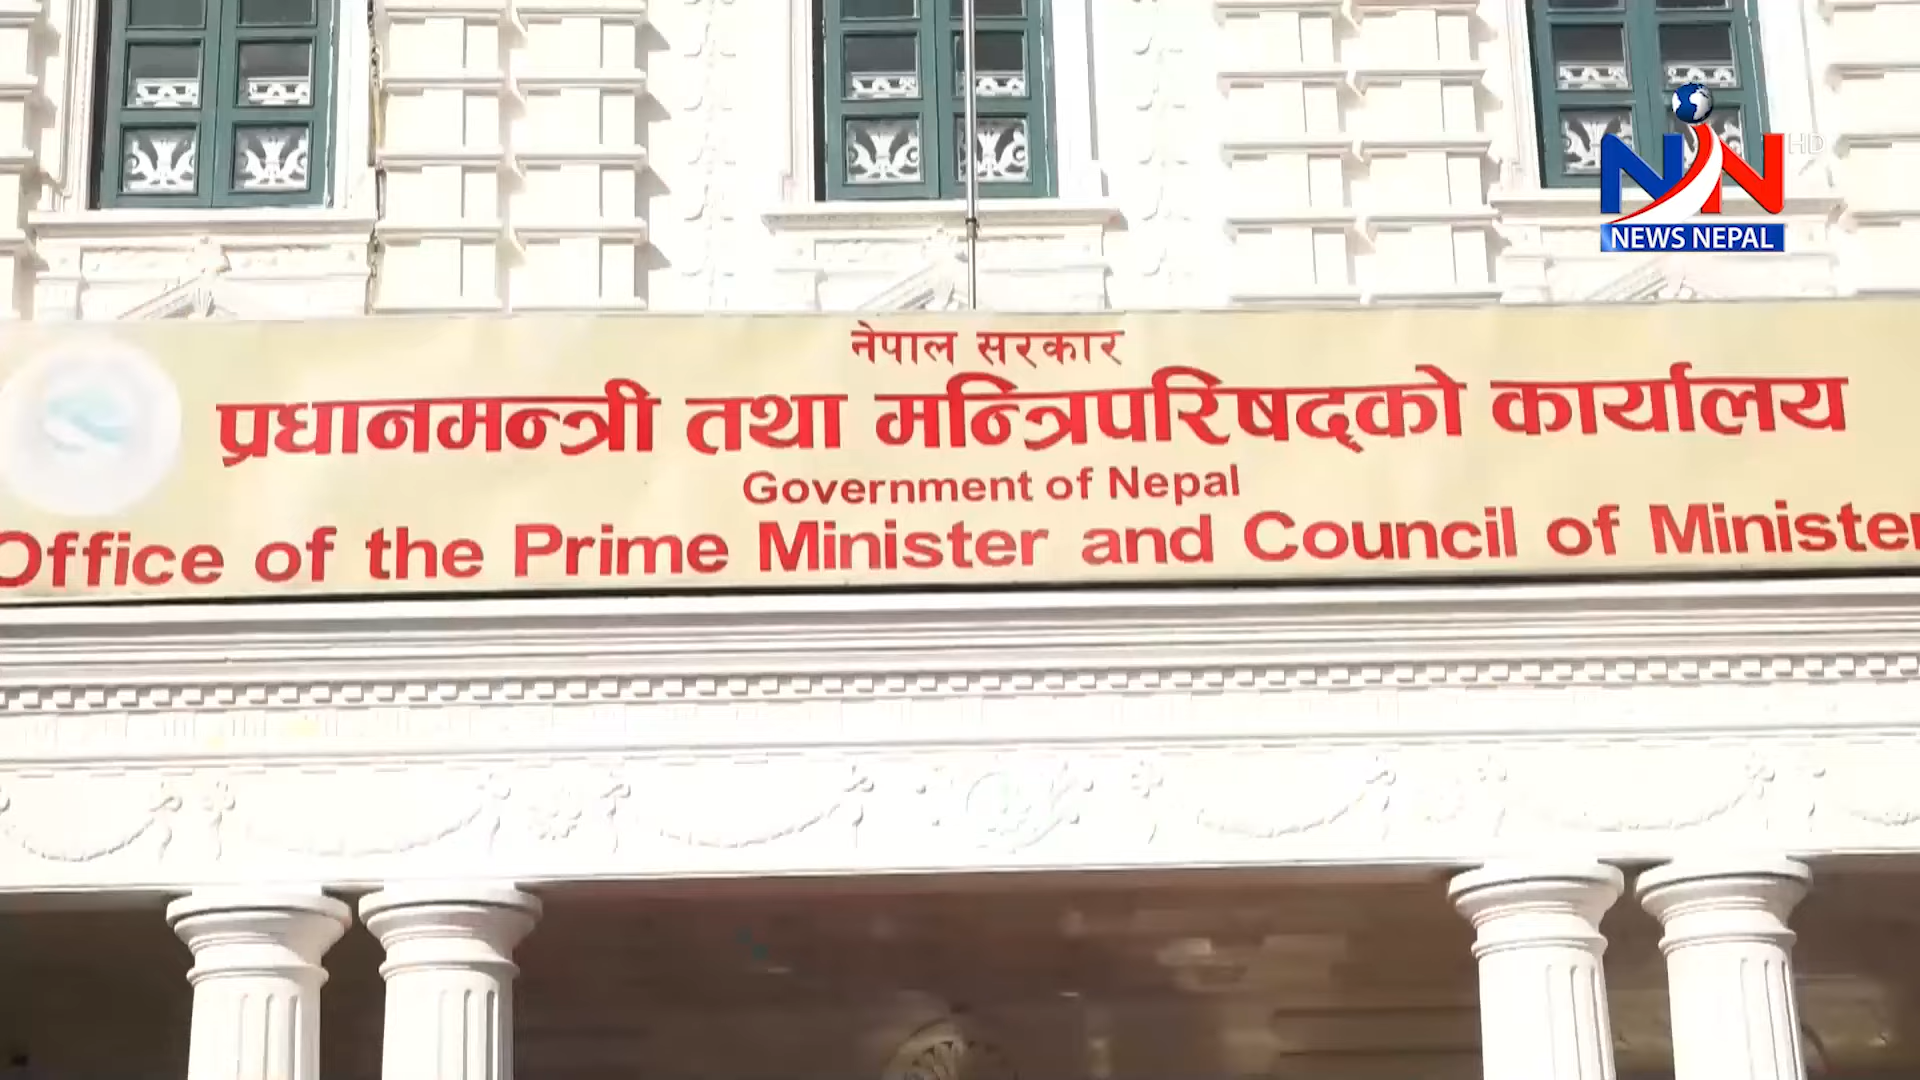 नेपाल सरकार
प्रधानमन्त्री तथा मन्त्रिपरिषद्को कार्यालय
Government of Nepal
Office of the Prime Minister and Council of Minister
NN HD
NEWS NEPAL